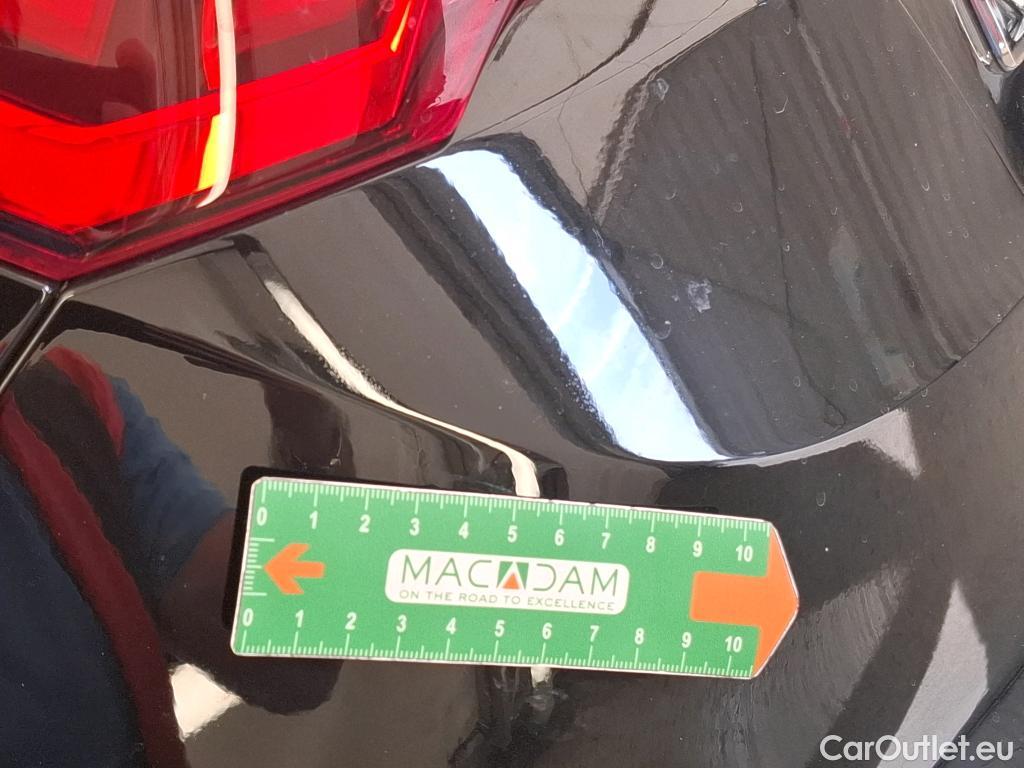 0 1 2 3 4 5 6 7 8 9 10
MACADAM
ON THE ROAD TO EXCELLENCE
0 1 2 3 4 5 6 7 8 9 10
CarOutlet.eu